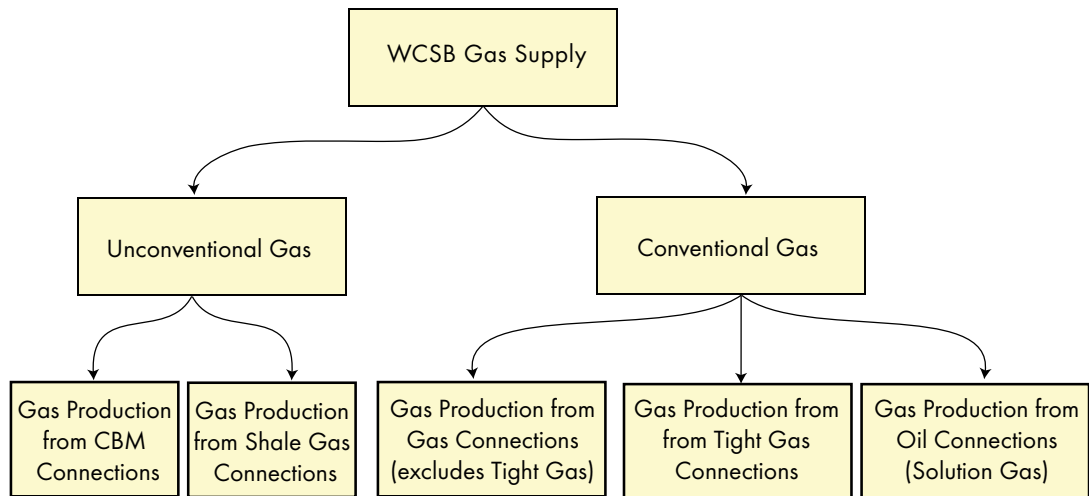 WCSB Gas Supply
Unconventional Gas
Conventional Gas
Gas Production
from CBM
Connections
Gas Production
from Shale Gas
Connections
Gas Production from
Gas Connections
(excludes Tight Gas)
Gas Production from
from Tight Gas
Connections
Gas Production from
Oil Connections
(Solution Gas)